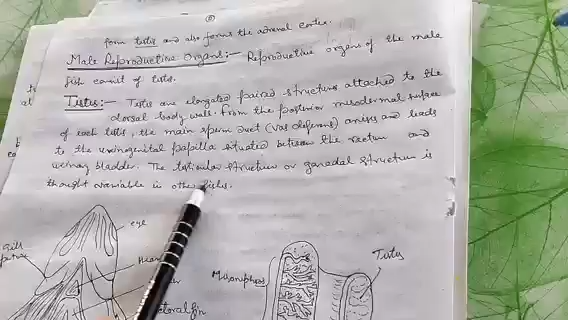 form testis and also forms the adrenal cortex.
Male Reproductive Organs:— Reproductive organs of the male
fish consist of testis.
Testis:— Testis are elongated paired structures attached to the
dorsal body wall. From the posterior mesodermal surface
of each testis, the main sperm duct (vas deferens) arises and leads
to the urinogenital papilla situated between the rectum and
urinary bladder. The testicular structure or gonadal structure is
thought variable in other fishes.
eye
Gill
Testis
Mesonephros
fin